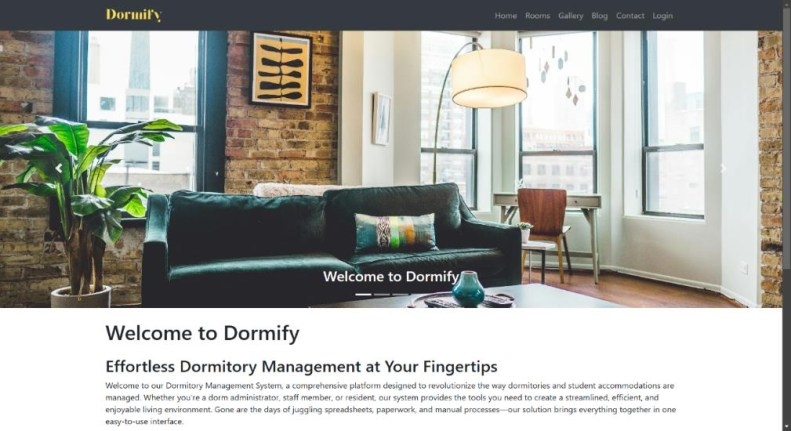 Dormify
Home Rooms Gallery Blog Contact Login
Welcome to Dormify
Welcome to Dormify
Effortless Dormitory Management at Your Fingertips
Welcome to our Dormitory Management System, a comprehensive platform designed to revolutionize the way dormitories and student accommodations are
managed. Whether you're a dorm administrator, staff member, or resident, our system provides the tools you need to create a streamlined, efficient, and
enjoyable living environment. Gone are the days of juggling spreadsheets, paperwork, and manual processes—our solution brings everything together in one
easy-to-use interface.